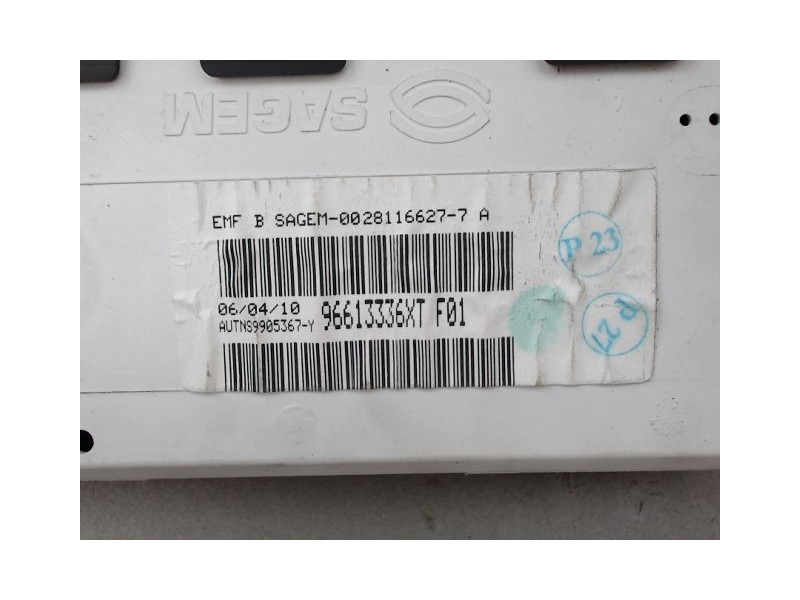 SAGEM
EMF B SAGEM-0028116627-7 A
06/04/10
AUTNS9905367-Y 96613336XT F01
P 23
P 27